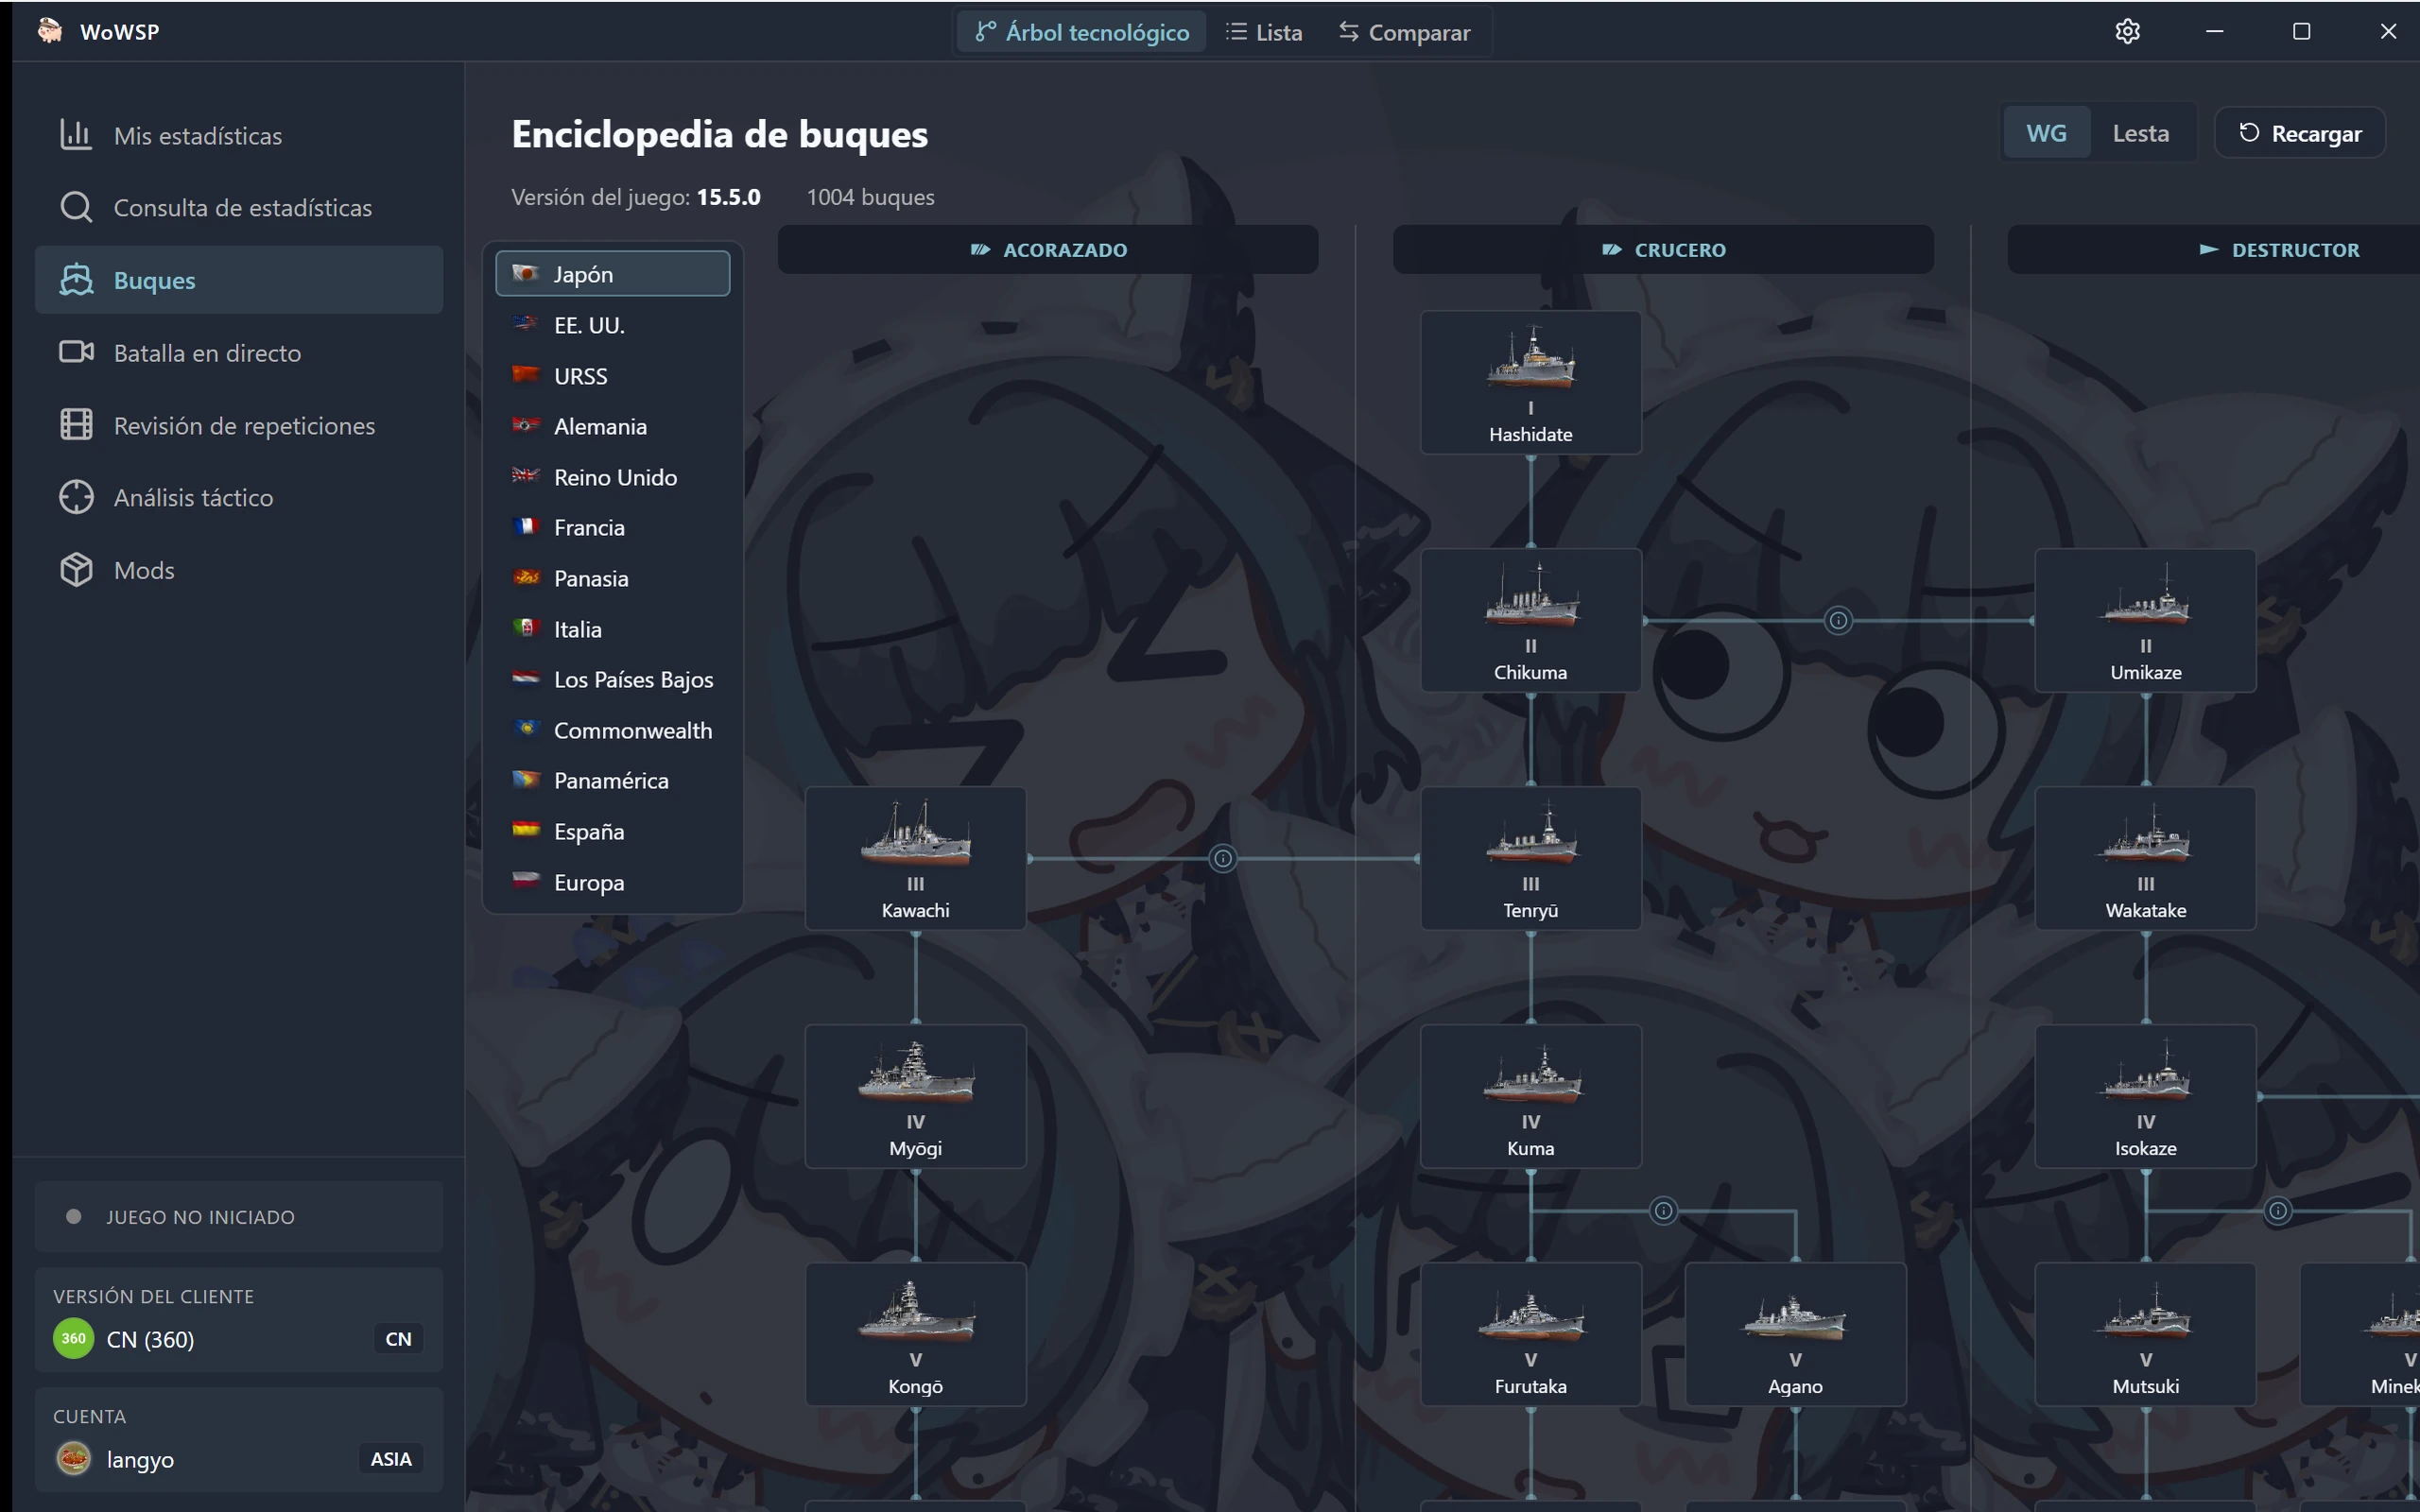 WoWSP
Árbol tecnológico
Lista
Comparar
Mis estadísticas
Consulta de estadísticas
Buques
Batalla en directo
Revisión de repeticiones
Análisis táctico
Mods
JUEGO NO INICIADO
VERSIÓN DEL CLIENTE
360 CN (360) CN
CUENTA
langyo ASIA
Enciclopedia de buques
WG
Lesta
Recargar
Versión del juego: 15.5.0 1004 buques
Japón
EE. UU.
URSS
Alemania
Reino Unido
Francia
Panasia
Italia
Los Países Bajos
Commonwealth
Panamérica
España
Europa
ACORAZADO
III
Kawachi
IV
Myōgi
V
Kongō
CRUCERO
I
Hashidate
II
Chikuma
III
Tenryū
IV
Kuma
V
Furutaka
V
Agano
DESTRUCTOR
II
Umikaze
III
Wakatake
IV
Isokaze
V
Mutsuki
V